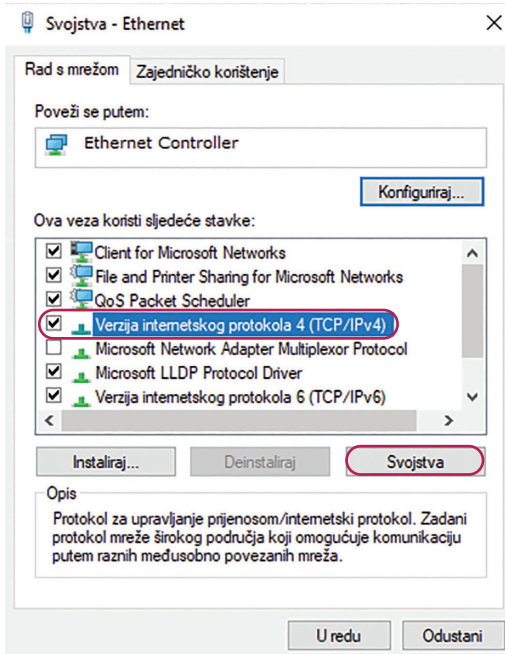 Svojstva - Ethernet
Rad s mrežom Zajedničko korištenje
Poveži se putem:
Ethernet Controller
Konfiguriraj...
Ova veza koristi sljedeće stavke:
Client for Microsoft Networks
File and Printer Sharing for Microsoft Networks
QoS Packet Scheduler
Verzija internetskog protokola 4 (TCP/IPv4)
Microsoft Network Adapter Multiplexor Protocol
Microsoft LLDP Protocol Driver
Verzija internetskog protokola 6 (TCP/IPv6)
Instaliraj... Deinstaliraj Svojstva
Opis
Protokol za upravljanje prijenosom/internetski protokol. Zadani
protokol mreže širokog područja koji omogućuje komunikaciju
putem raznih međusobno povezanih mreža.
U redu Odustani